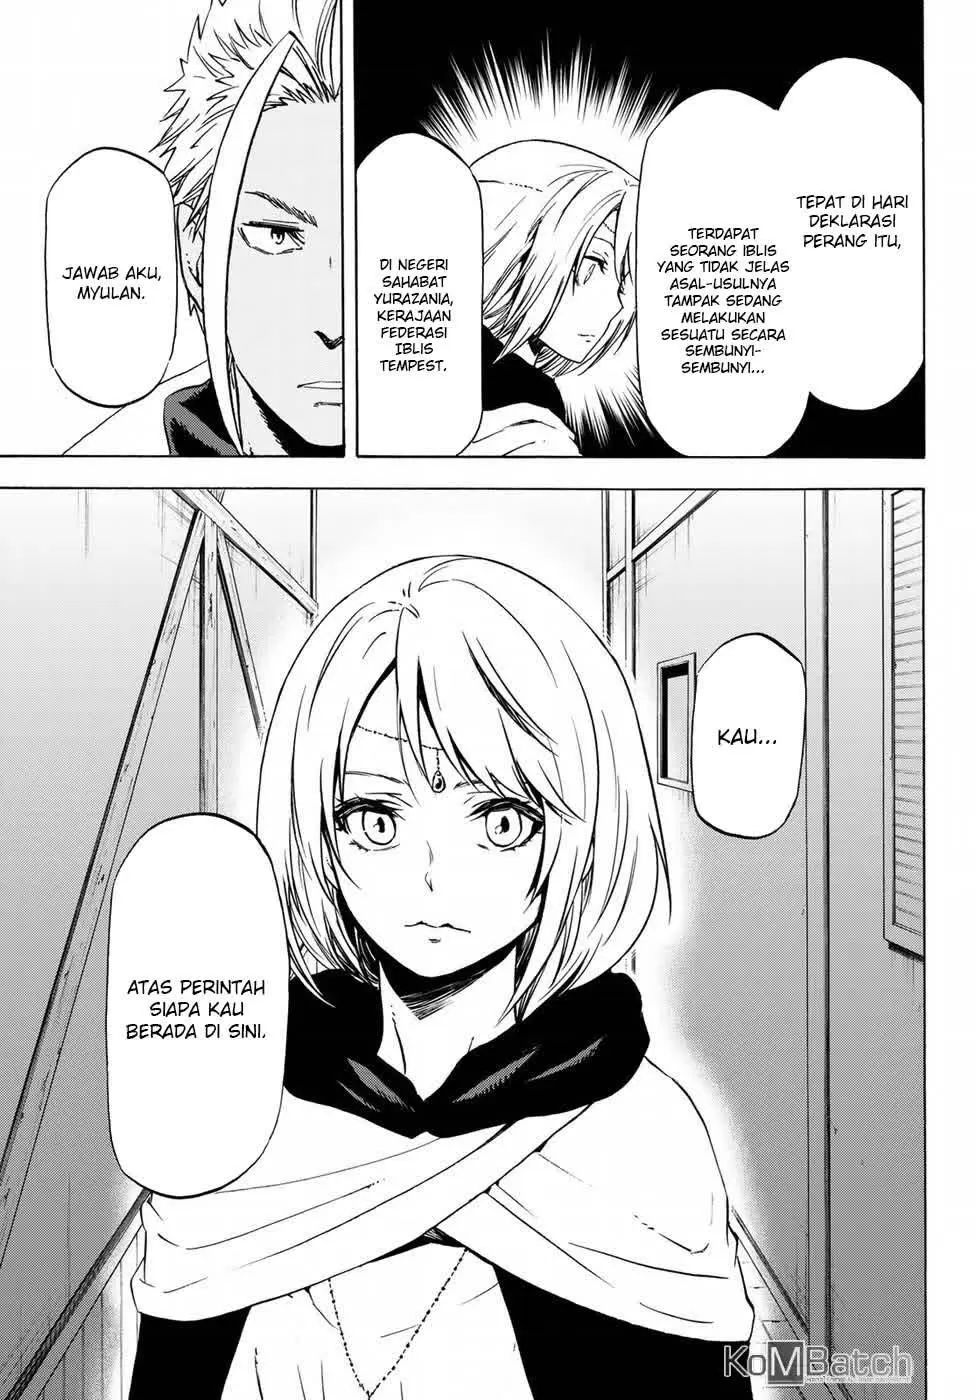 TEPAT DI HARI
DEKLARASI
PERANG ITU,
TERDAPAT
SEORANG IBLIS
YANG TIDAK JELAS
ASAL-USULNYA
TAMPAK SEDANG
MELAKUKAN
SESUATU SECARA
SEMBUNYI-
SEMBUNYI...
DI NEGERI
SAHABAT
YURAZANIA,
KERAJAAN
FEDERASI
IBLIS
TEMPEST.
JAWAB AKU,
MYULAN.
KAU...
ATAS PERINTAH
SIAPA KAU
BERADA DI SINI.
KoMBatch